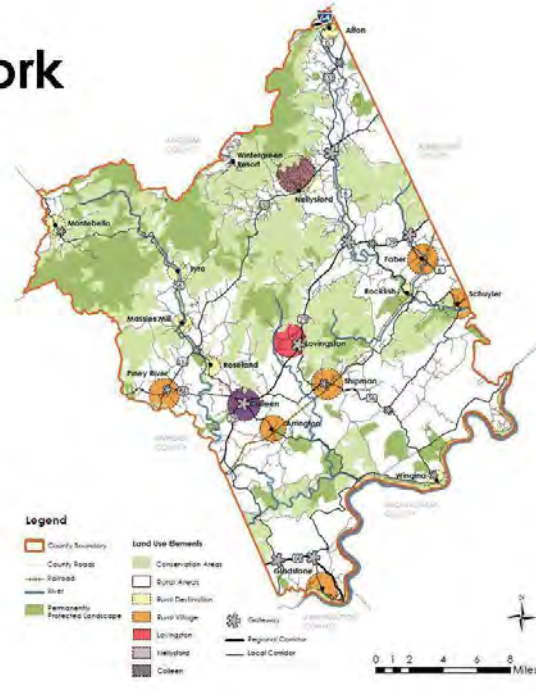 ork
64
Afton
Wintergreen
Resort
Nellysford
Montebello
Tyro
Faber
Rockfish
Schuyler
Massies Mill
Lovingston
Roseland
Piney River
Shipman
Colleen
Arrington
Wingina
Gladstone
Legend
County Boundary
County Roads
Railroad
River
Permanently
Protected Landscape
Land Use Elements
Conservation Areas
Rural Areas
Rural Destination
Rural Village
Lovingston
Nellysford
Colleen
Gateway
Regional Corridor
Local Corridor
N
0 1 2 4 6 8
Miles